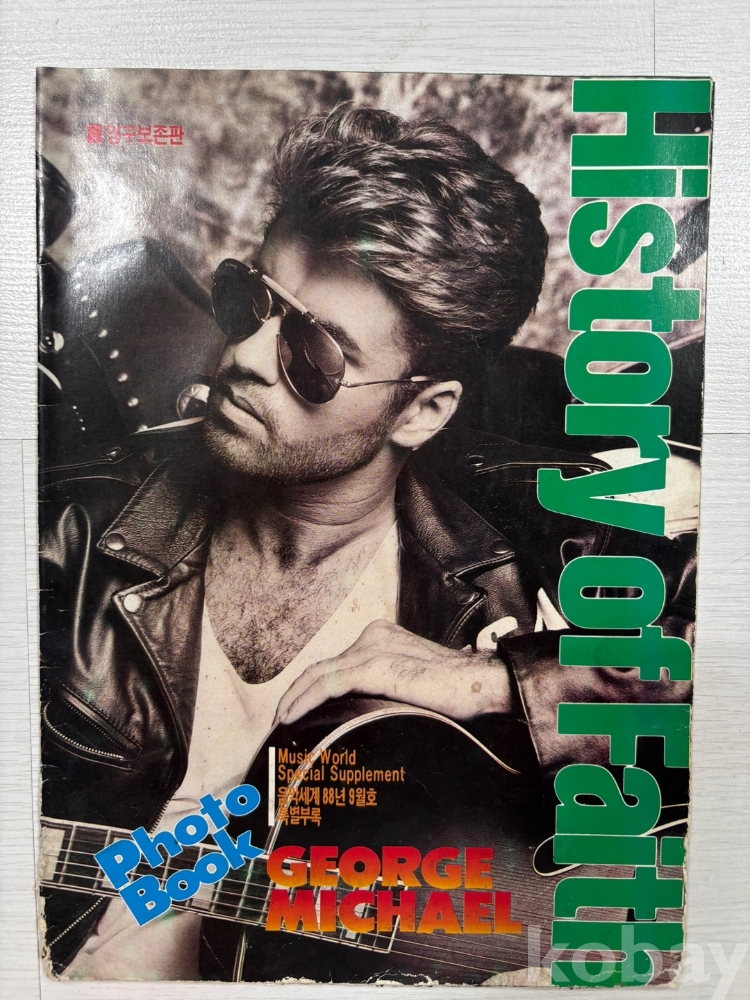 영구보존판
History of Faith
Music World
Special Supplement
음악세계 88년 9월호
특별부록
Photo
Book
GEORGE
MICHAEL
kobay